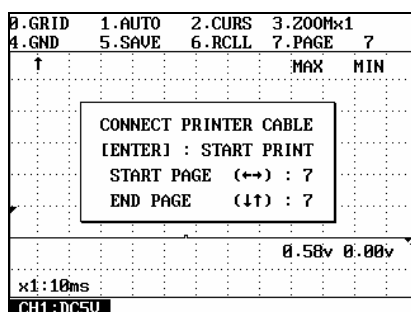 0.GRID 1.AUTO 2.CURS 3.ZOOMx1
4.GND 5.SAVE 6.RCLL 7.PAGE 7
↑ MAX MIN
CONNECT PRINTER CABLE
[ENTER] : START PRINT
START PAGE (↔) : 7
END PAGE (↓↑) : 7
0.58v 0.00v
x1:10ms
CH1:DC5V